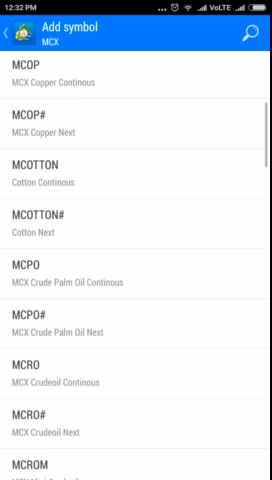 12:32 PM ... VoLTE
Add symbol
MCX
MCOP
MCX Copper Continous
MCOP#
MCX Copper Next
MCOTTON
Cotton Continous
MCOTTON#
Cotton Next
MCPO
MCX Crude Palm Oil Continous
MCPO#
MCX Crude Palm Oil Next
MCRO
MCX Crudeoil Continous
MCRO#
MCX Crudeoil Next
MCROM